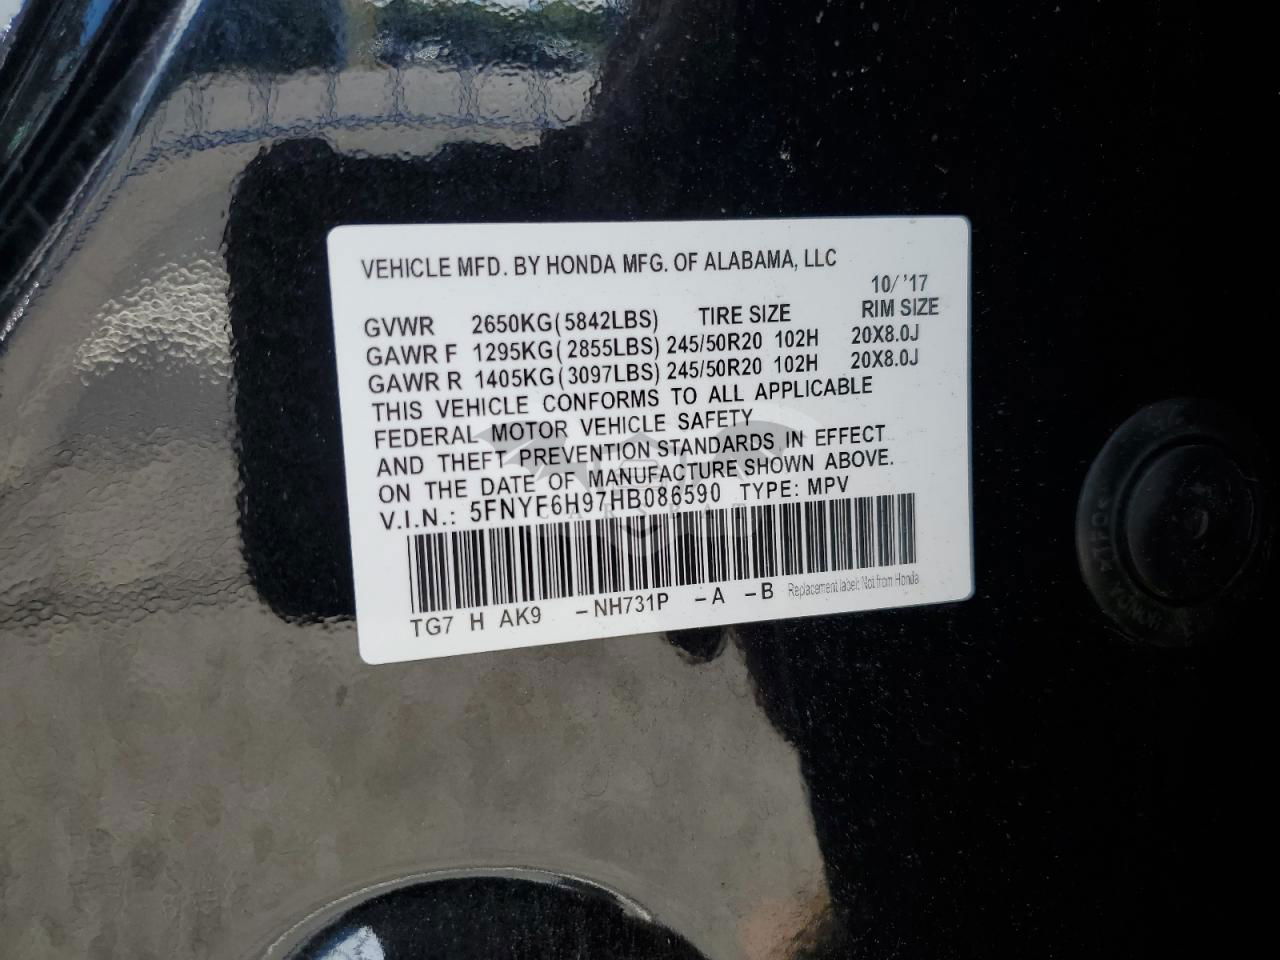 VEHICLE MFD. BY HONDA MFG. OF ALABAMA, LLC
10/ '17
GVWR 2650KG(5842LBS) TIRE SIZE RIM SIZE
GAWR F 1295KG(2855LBS) 245/50R20 102H 20X8.0J
GAWR R 1405KG(3097LBS) 245/50R20 102H 20X8.0J
THIS VEHICLE CONFORMS TO ALL APPLICABLE
FEDERAL MOTOR VEHICLE SAFETY
AND THEFT PREVENTION STANDARDS IN EFFECT
ON THE DATE OF MANUFACTURE SHOWN ABOVE.
V.I.N.: 5FNYF6H97HB086590 TYPE: MPV
TG7 H AK9 -NH731P -A -B Replacement label: Not from Honda